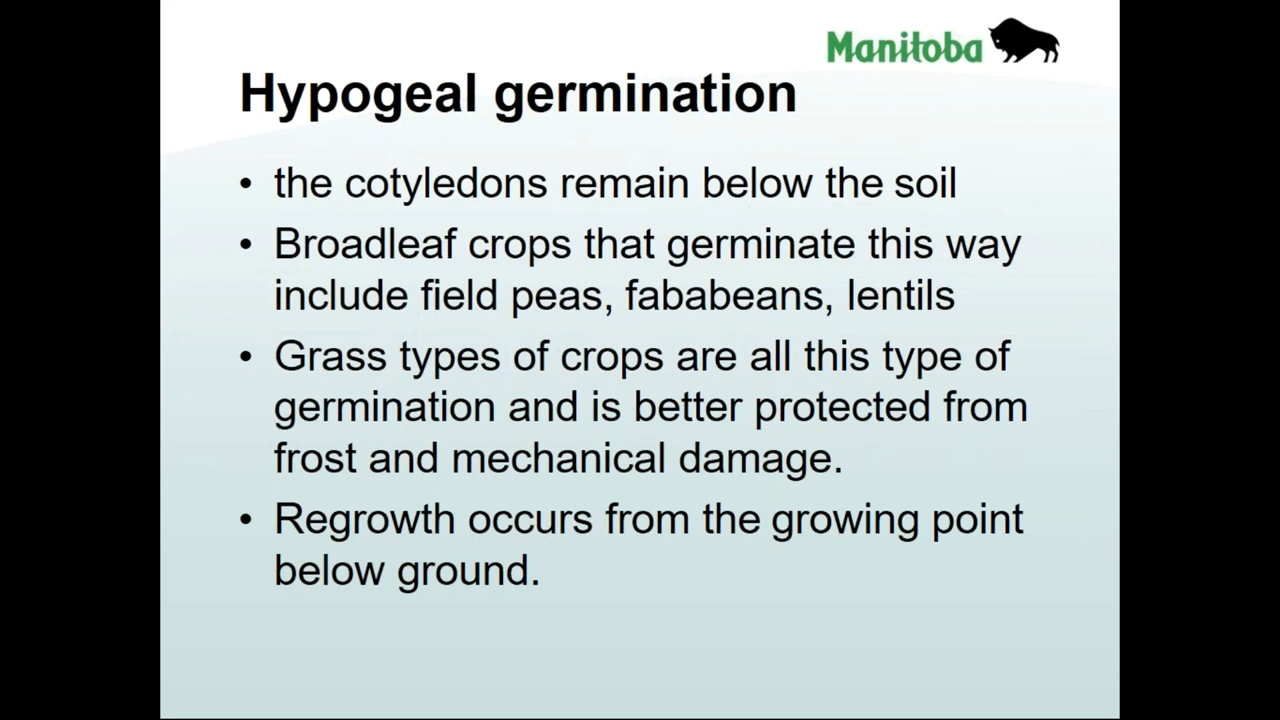 Manitoba
Hypogeal germination
• the cotyledons remain below the soil
• Broadleaf crops that germinate this way
include field peas, fababeans, lentils
• Grass types of crops are all this type of
germination and is better protected from
frost and mechanical damage.
• Regrowth occurs from the growing point
below ground.